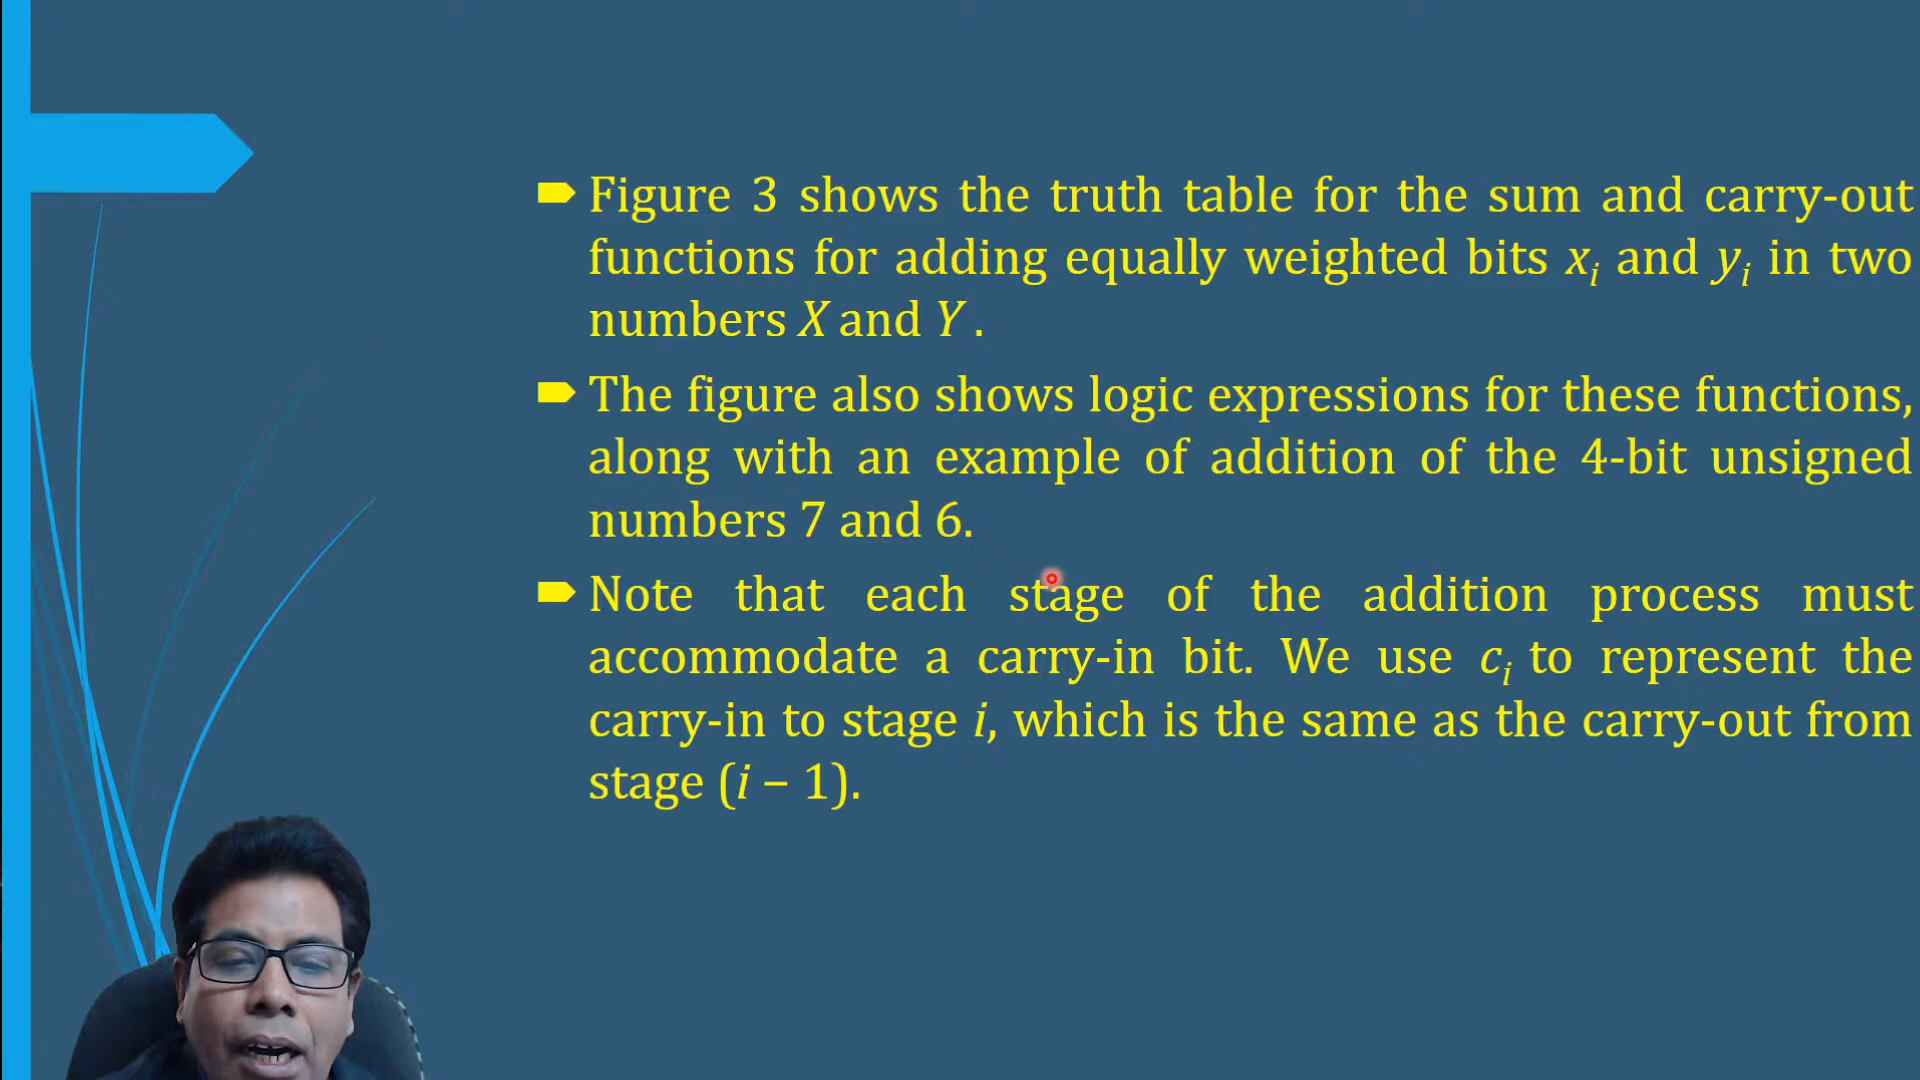 Figure 3 shows the truth table for the sum and carry-out
functions for adding equally weighted bits xᵢ and yᵢ in two
numbers X and Y .
The figure also shows logic expressions for these functions,
along with an example of addition of the 4-bit unsigned
numbers 7 and 6.
Note that each stage of the addition process must
accommodate a carry-in bit. We use cᵢ to represent the
carry-in to stage i, which is the same as the carry-out from
stage (i − 1).